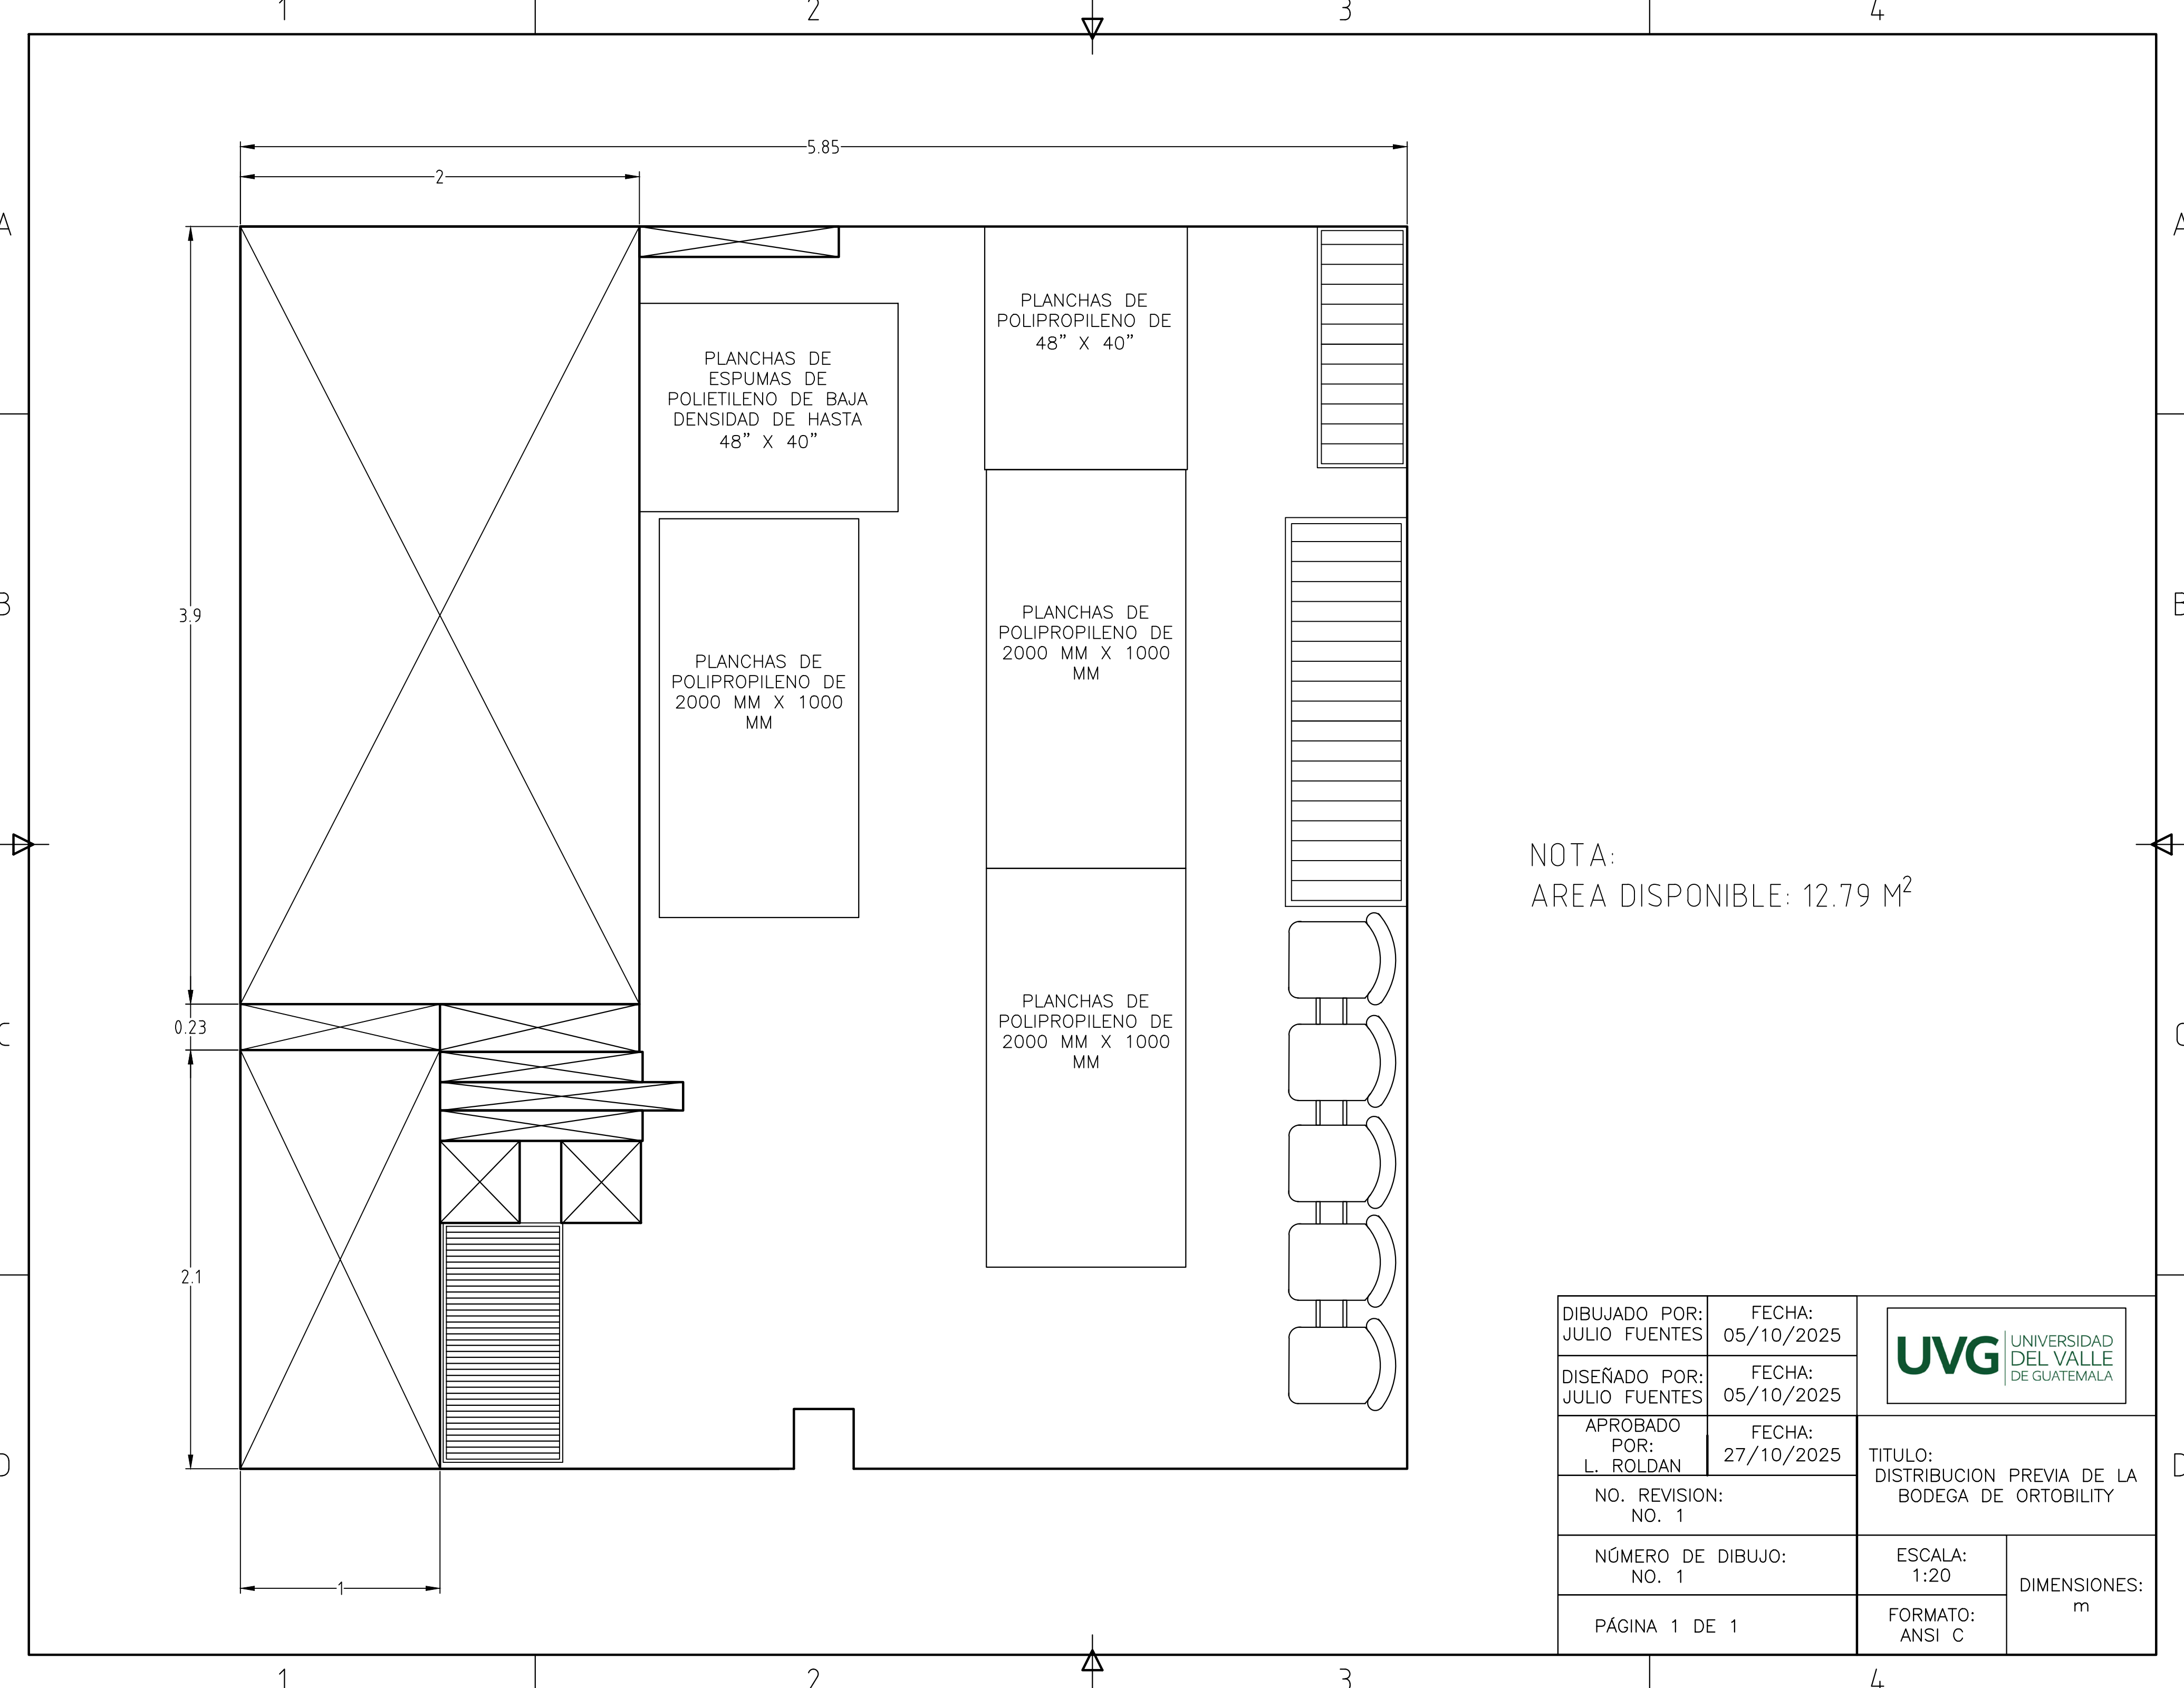 1 2 3 4
A A
B B
C C
D D
5.85
2
3.9
0.23
2.1
1
PLANCHAS DE
ESPUMAS DE
POLIETILENO DE BAJA
DENSIDAD DE HASTA
48” X 40”
PLANCHAS DE
POLIPROPILENO DE
48” X 40”
PLANCHAS DE
POLIPROPILENO DE
2000 MM X 1000
MM
PLANCHAS DE
POLIPROPILENO DE
2000 MM X 1000
MM
PLANCHAS DE
POLIPROPILENO DE
2000 MM X 1000
MM
NOTA:
AREA DISPONIBLE: 12.79 M²
DIBUJADO POR:
JULIO FUENTES
FECHA:
05/10/2025
DISEÑADO POR:
JULIO FUENTES
FECHA:
05/10/2025
APROBADO
POR:
L. ROLDAN
FECHA:
27/10/2025
NO. REVISION:
NO. 1
NÚMERO DE DIBUJO:
NO. 1
PÁGINA 1 DE 1
UVG
UNIVERSIDAD
DEL VALLE
DE GUATEMALA
TITULO:
DISTRIBUCION PREVIA DE LA
BODEGA DE ORTOBILITY
ESCALA:
1:20
FORMATO:
ANSI C
DIMENSIONES:
m
1 2 3 4